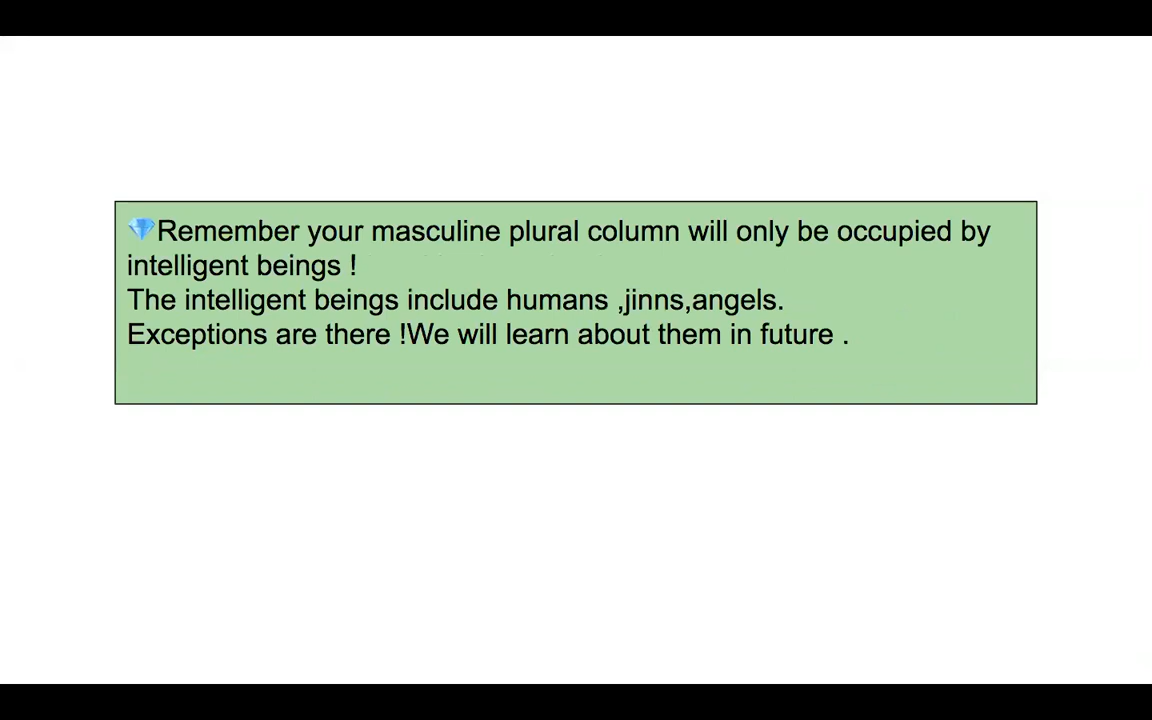 💎Remember your masculine plural column will only be occupied by
intelligent beings !
The intelligent beings include humans ,jinns,angels.
Exceptions are there !We will learn about them in future .